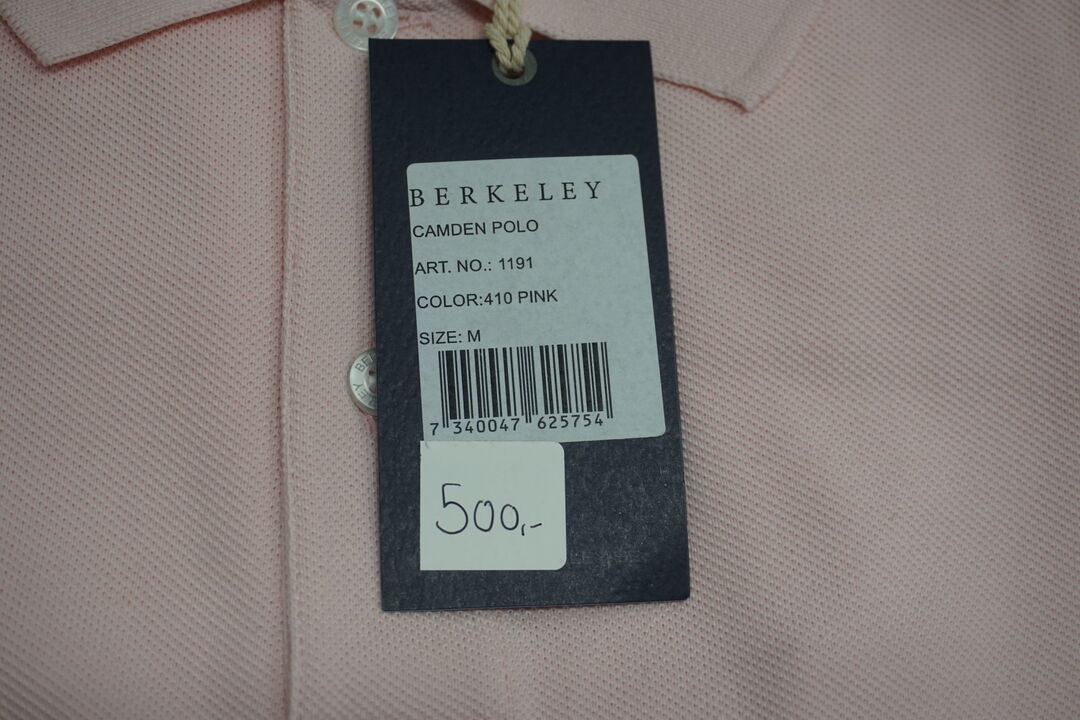 BERKELEY
CAMDEN POLO
ART. NO.: 1191
COLOR:410 PINK
SIZE: M
7 340047 625754
500,-